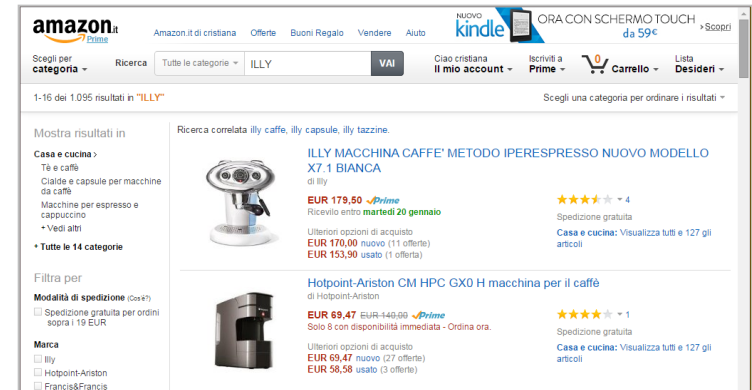 amazon.it
Prime
Amazon.it di cristiana Offerte Buoni Regalo Vendere Aiuto
NUOVO
kindle
ORA CON SCHERMO TOUCH
da 59€
Scopri
Scegli per
categoria
Ricerca
Tutte le categorie
ILLY
VAI
Ciao cristiana
Il mio account
Iscriviti a
Prime
0
Carrello
Lista
Desideri
1-16 dei 1.095 risultati in "ILLY"
Scegli una categoria per ordinare i risultati
Mostra risultati in
Casa e cucina
Tè e caffè
Cialde e capsule per macchine
da caffè
Macchine per espresso e
cappuccino
+ Vedi altri
+ Tutte le 14 categorie
Filtra per
Modalità di spedizione (Cos'è?)
Spedizione gratuita per ordini
sopra i 19 EUR
Marca
Illy
Hotpoint-Ariston
Francis&Francis
Ricerca correlata illy caffe, illy capsule, illy tazzine.
ILLY MACCHINA CAFFE' METODO IPERESPRESSO NUOVO MODELLO
X7.1 BIANCA
di Illy
EUR 179,50 Prime
Ricevilo entro martedì 20 gennaio
Ulteriori opzioni di acquisto
EUR 170,00 nuovo (11 offerte)
EUR 153,90 usato (1 offerta)
4
Spedizione gratuita
Casa e cucina: Visualizza tutti e 127 gli
articoli
Hotpoint-Ariston CM HPC GX0 H macchina per il caffè
di Hotpoint-Ariston
EUR 69,47 EUR 140,00 Prime
Solo 8 con disponibilità immediata - Ordina ora.
Ulteriori opzioni di acquisto
EUR 69,47 nuovo (27 offerte)
EUR 58,58 usato (3 offerte)
1
Spedizione gratuita
Casa e cucina: Visualizza tutti e 127 gli
articoli